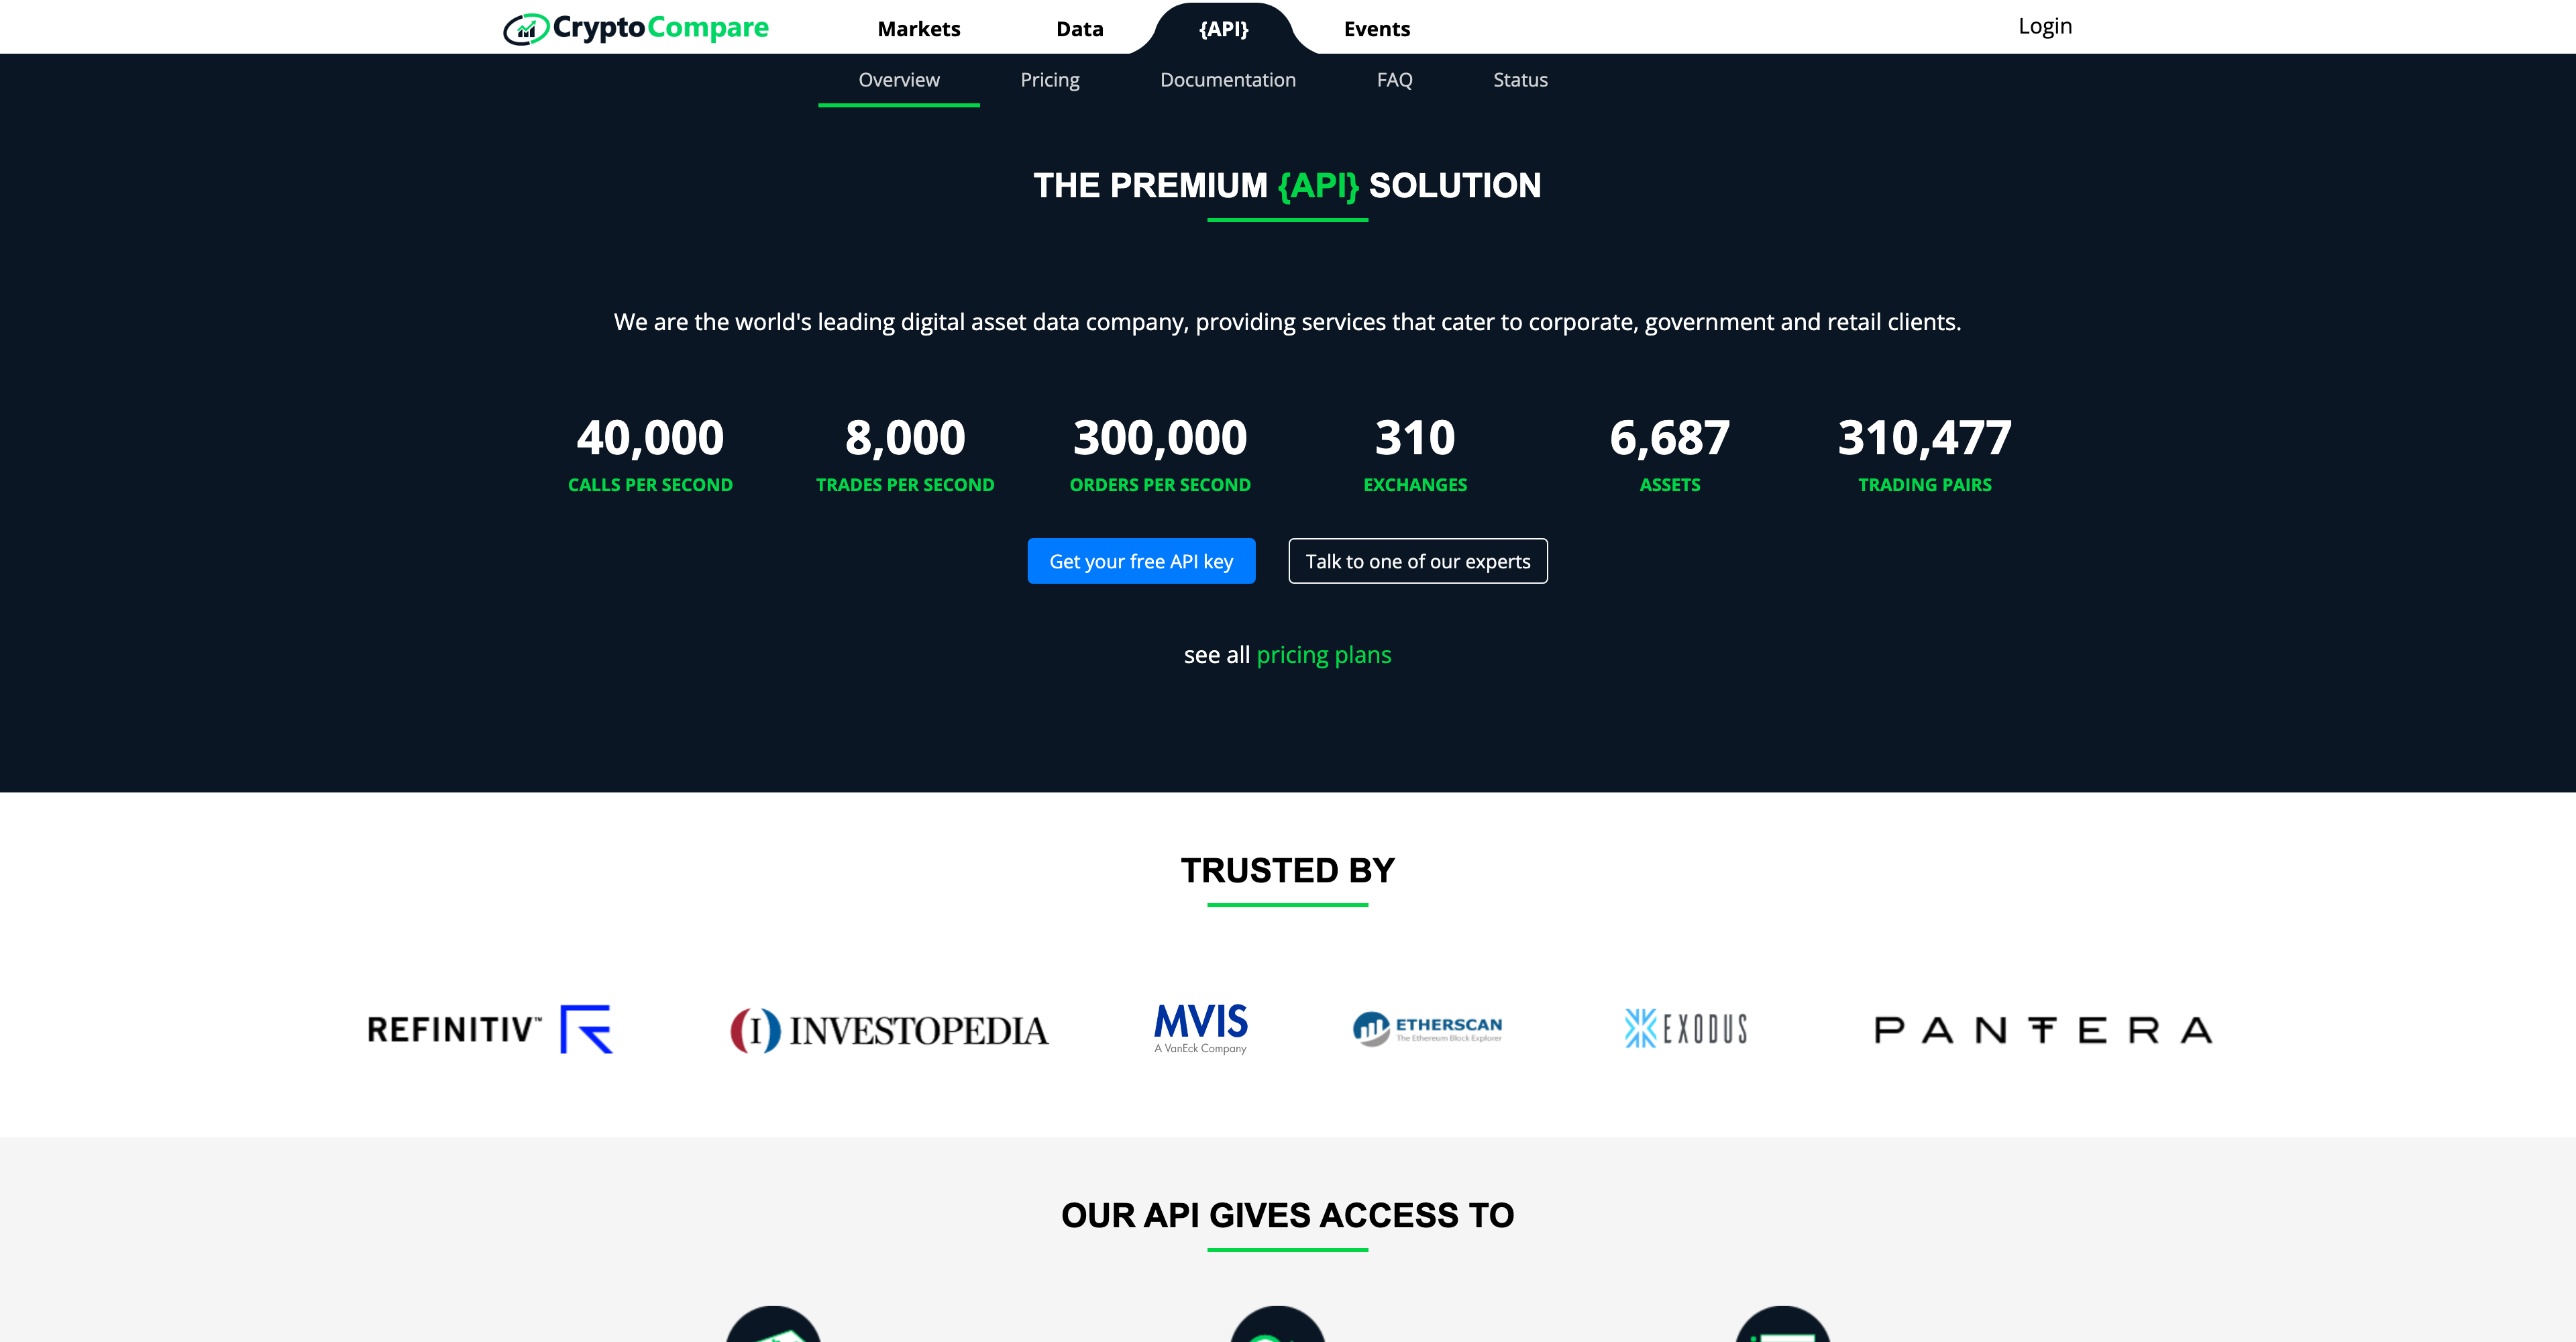 CryptoCompare
Markets
Data
{API}
Events
Login
Overview
Pricing
Documentation
FAQ
Status
THE PREMIUM {API} SOLUTION
We are the world's leading digital asset data company, providing services that cater to corporate, government and retail clients.
40,000
CALLS PER SECOND
8,000
TRADES PER SECOND
300,000
ORDERS PER SECOND
310
EXCHANGES
6,687
ASSETS
310,477
TRADING PAIRS
Get your free API key
Talk to one of our experts
see all pricing plans
TRUSTED BY
REFINITIV™
(I) INVESTOPEDIA
MVIS
A VanEck Company
ETHERSCAN
The Ethereum Block Explorer
EXODUS
PANTERA
OUR API GIVES ACCESS TO